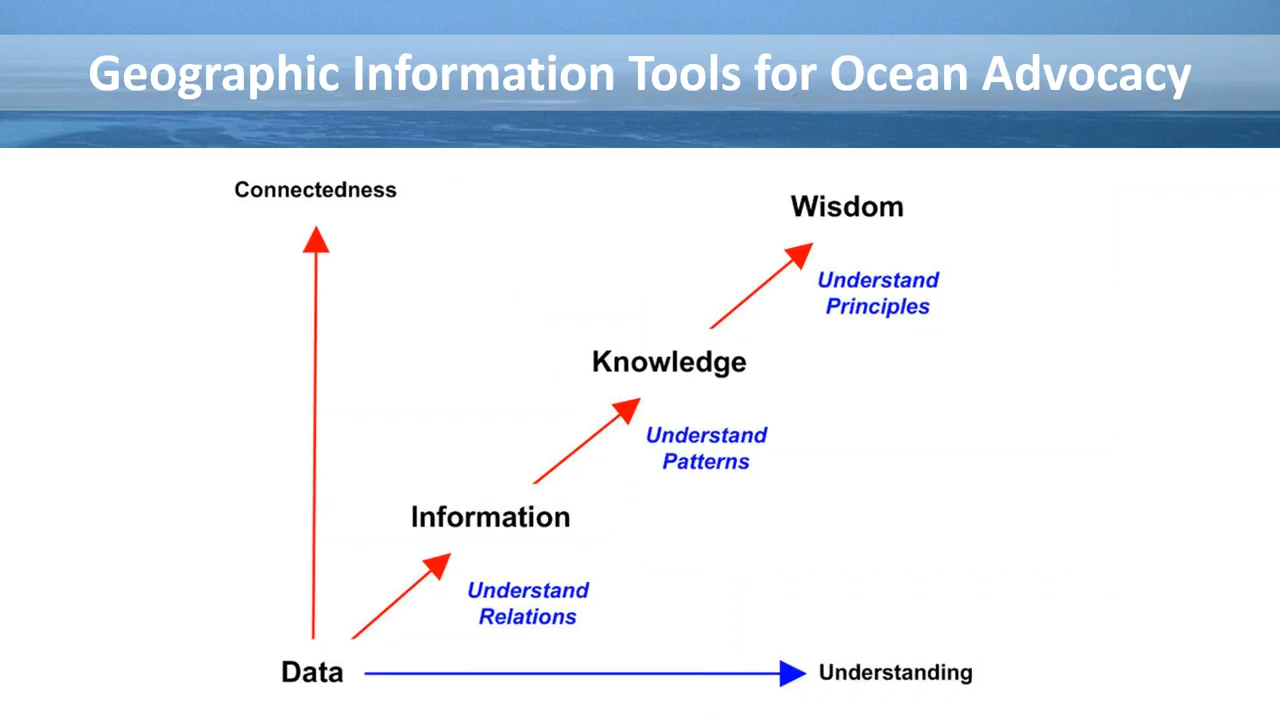 Geographic Information Tools for Ocean Advocacy
Connectedness
Wisdom
Understand
Principles
Knowledge
Understand
Patterns
Information
Understand
Relations
Data
Understanding